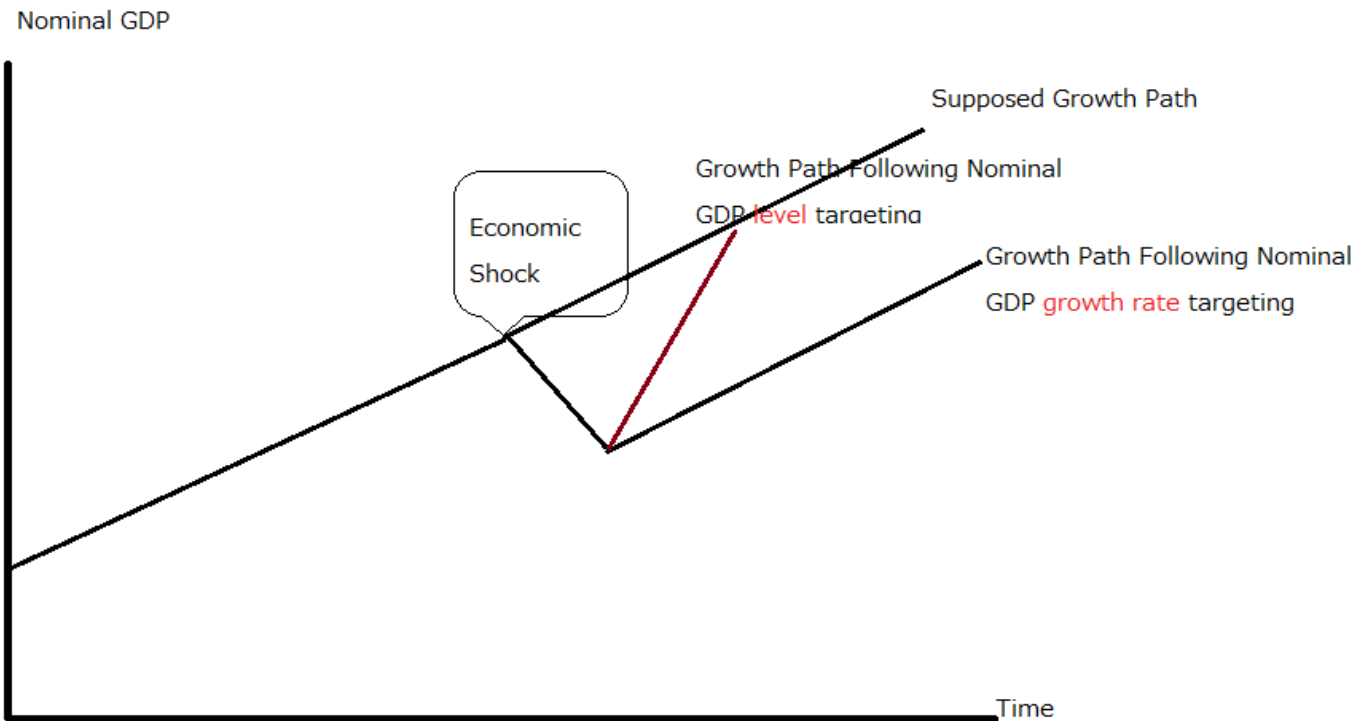 Nominal GDP
Supposed Growth Path
Growth Path Following Nominal
GDP level targeting
Economic
Shock
Growth Path Following Nominal
GDP growth rate targeting
Time